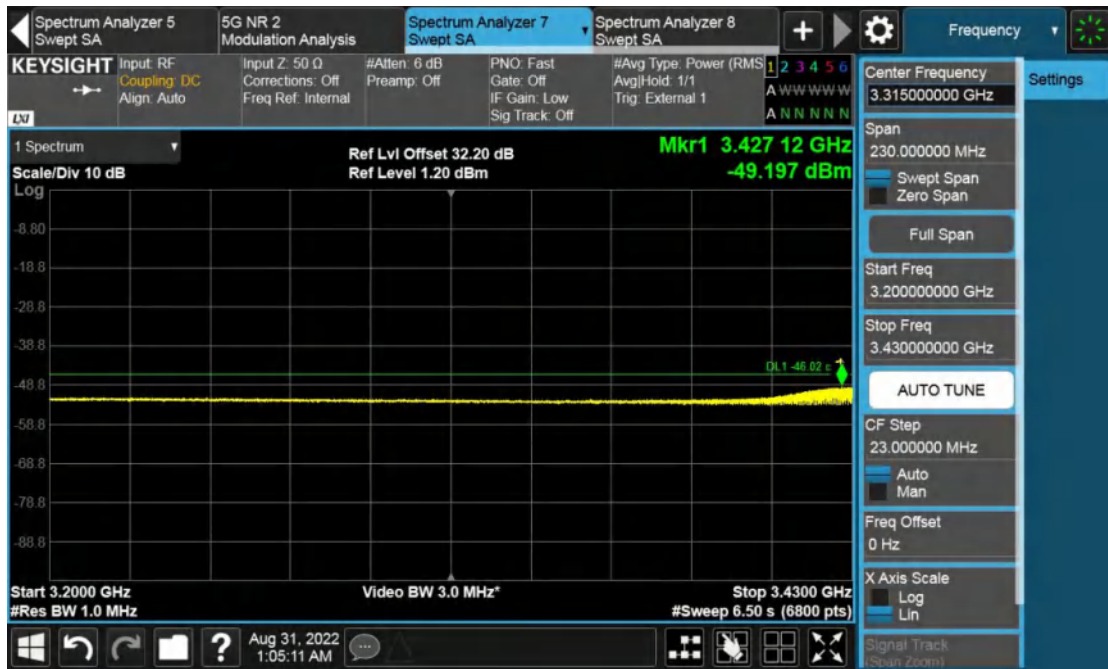 Spectrum Analyzer 5
Swept SA
5G NR 2
Modulation Analysis
Spectrum Analyzer 7
Swept SA
Spectrum Analyzer 8
Swept SA
+
Frequency
KEYSIGHT
LXI
Input: RF
Coupling: DC
Align: Auto
Input Z: 50 Ω
Corrections: Off
Freq Ref: Internal
#Atten: 6 dB
Preamp: Off
PNO: Fast
Gate: Off
IF Gain: Low
Sig Track: Off
#Avg Type: Power (RMS
Avg|Hold: 1/1
Trig: External 1
1 2 3 4 5 6
A W W W W W
A N N N N N
1 Spectrum
Scale/Div 10 dB
Log
Ref Lvl Offset 32.20 dB
Ref Level 1.20 dBm
Mkr1 3.427 12 GHz
-49.197 dBm
-8.80
-18.8
-28.8
-38.8
-48.8
-58.8
-68.8
-78.8
-88.8
DL1 -46.02
1
Start 3.2000 GHz
#Res BW 1.0 MHz
Video BW 3.0 MHz*
Stop 3.4300 GHz
#Sweep 6.50 s (6800 pts)
?
Aug 31, 2022
1:05:11 AM
Center Frequency
3.315000000 GHz
Settings
Span
230.000000 MHz
Swept Span
Zero Span
Full Span
Start Freq
3.200000000 GHz
Stop Freq
3.430000000 GHz
AUTO TUNE
CF Step
23.000000 MHz
Auto
Man
Freq Offset
0 Hz
X Axis Scale
Log
Lin
Signal Track
(Span Zoom)